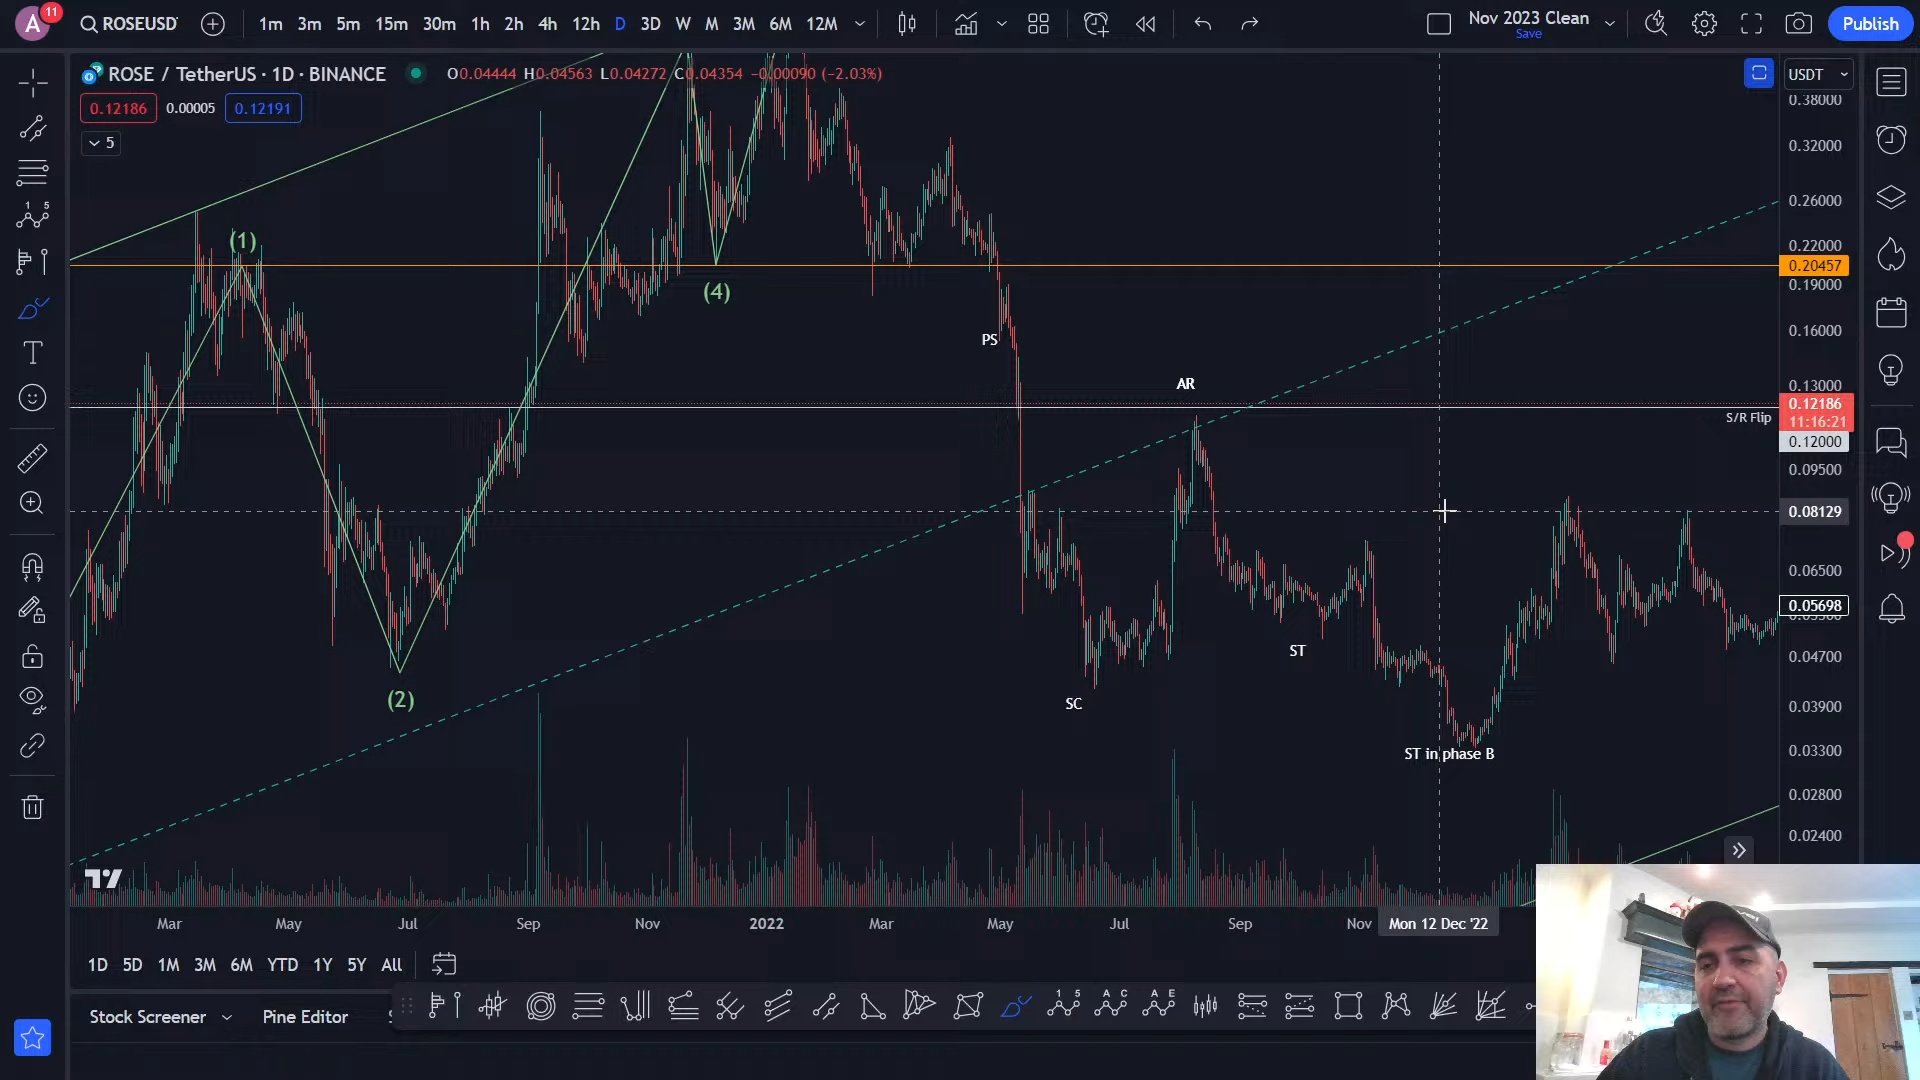 A
11
ROSEUSDT
1m 3m 5m 15m 30m 1h 2h 4h 12h D 3D W M 3M 6M 12M
Nov 2023 Clean
Save
Publish
ROSE / TetherUS · 1D · BINANCE
O0.04444 H0.04563 L0.04272 C0.04354 −0.00090 (−2.03%)
USDT
0.12186 0.00005 0.12191
5
0.38000
0.32000
0.26000
0.22000
0.20457
0.19000
0.16000
0.13000
0.12186
11:16:21
0.12000
0.09500
0.08129
0.06500
0.05698
0.04700
0.03900
0.03300
0.02800
0.02400
(1)
(4)
(2)
PS
AR
S/R Flip
ST
SC
ST in phase B
Mar May Jul Sep Nov 2022 Mar May Jul Sep Nov Mon 12 Dec '22
1D 5D 1M 3M 6M YTD 1Y 5Y All
Stock Screener Pine Editor